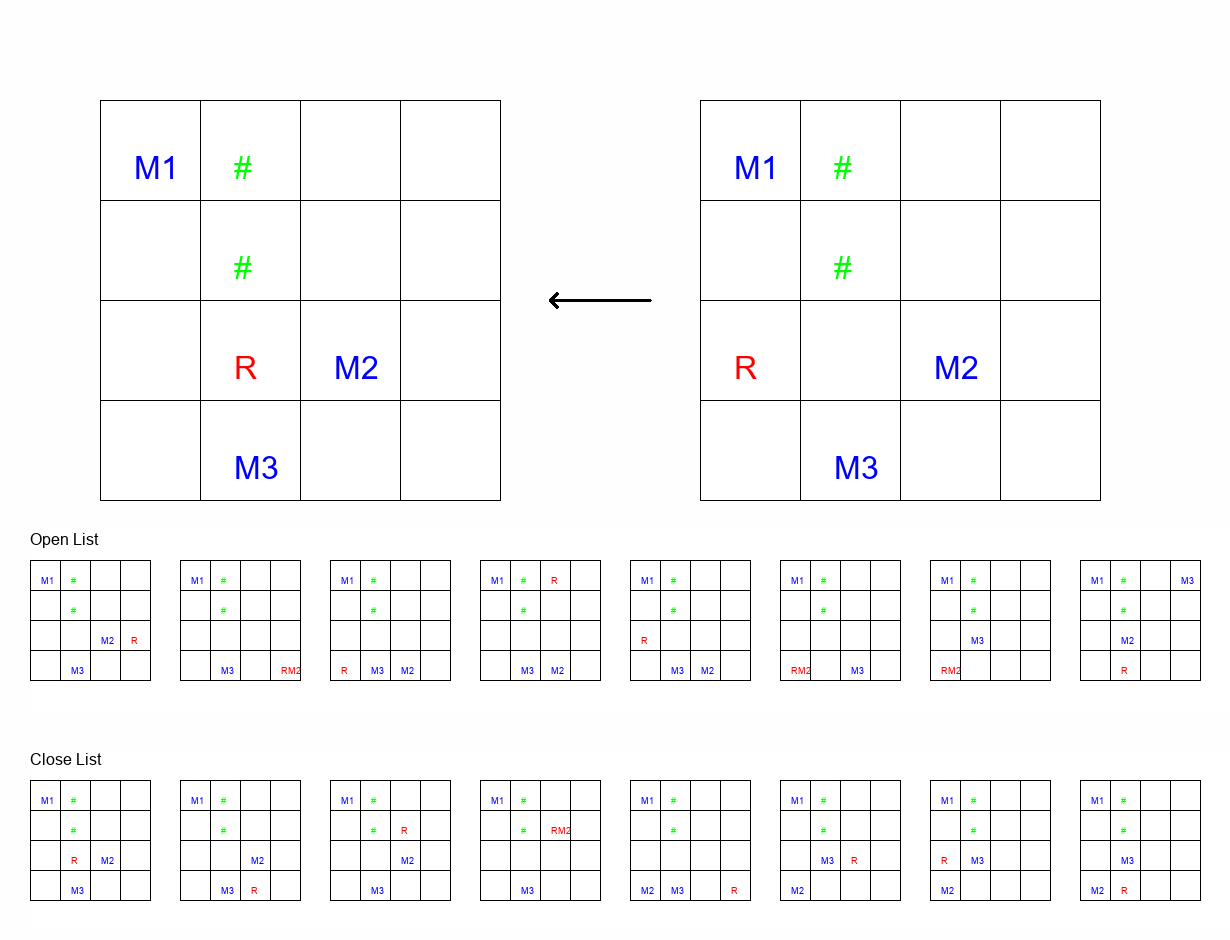 M1 # M1 #
# #
R M2 R M2
M3 M3
Open List
M1 # M1 # M1 # M1 # R M1 # M1 # M1 # M1 # M3
# # # # # # # #
M2 R R M3 M2
M3 M3 RM2 R M3 M2 M3 M2 M3 M2 RM2 M3 RM2 R
Close List
M1 # M1 # M1 # M1 # M1 # M1 # M1 # M1 #
# # # R # RM2 # # # #
R M2 M2 M2 M3 R R M3 M3
M3 M3 R M3 M3 M2 M3 R M2 M2 M2 R